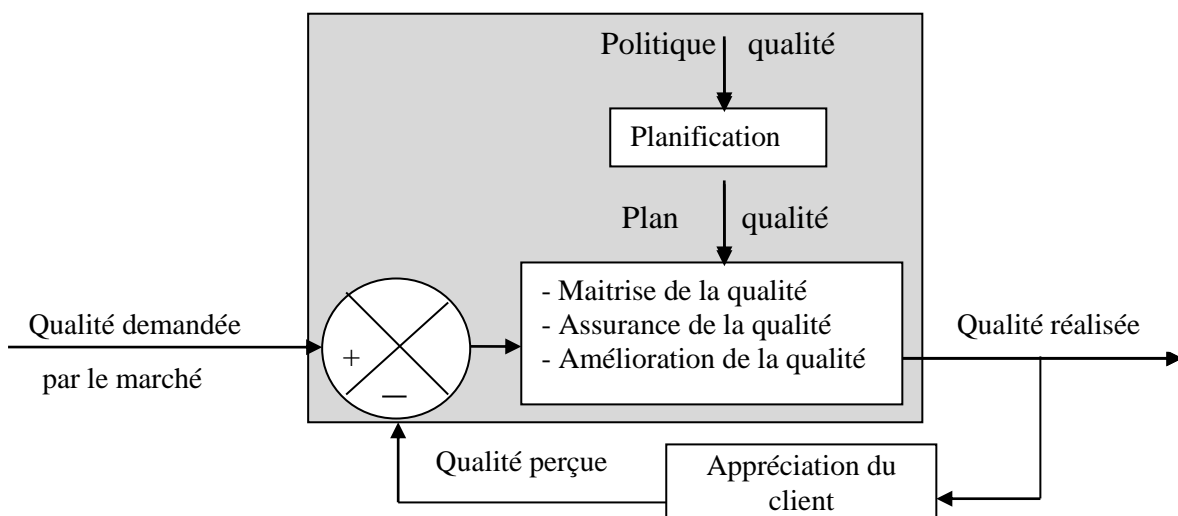 Politique qualité
Planification
Plan qualité
- Maitrise de la qualité
- Assurance de la qualité
- Amélioration de la qualité
Qualité demandée
par le marché
+
–
Qualité réalisée
Qualité perçue
Appréciation du
client